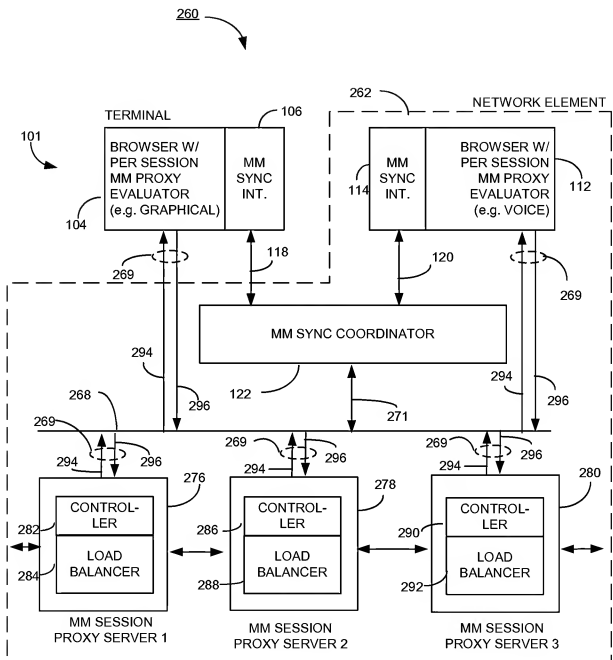 260
NETWORK ELEMENT
TERMINAL
106
262
101
BROWSER W/
PER SESSION
MM PROXY
EVALUATOR
(e.g. GRAPHICAL)
MM
SYNC
INT.
104
114
MM
SYNC
INT.
BROWSER W/
PER SESSION
MM PROXY
EVALUATOR
(e.g. VOICE)
112
269
118
120
269
MM SYNC COORDINATOR
294
296
122
271
294
296
268
269
294
296
276
269
294
296
278
269
294
296
280
282
CONTROL-
LER
284
LOAD
BALANCER
286
CONTROL-
LER
288
LOAD
BALANCER
290
CONTROL-
LER
292
LOAD
BALANCER
MM SESSION
PROXY SERVER 1
MM SESSION
PROXY SERVER 2
MM SESSION
PROXY SERVER 3